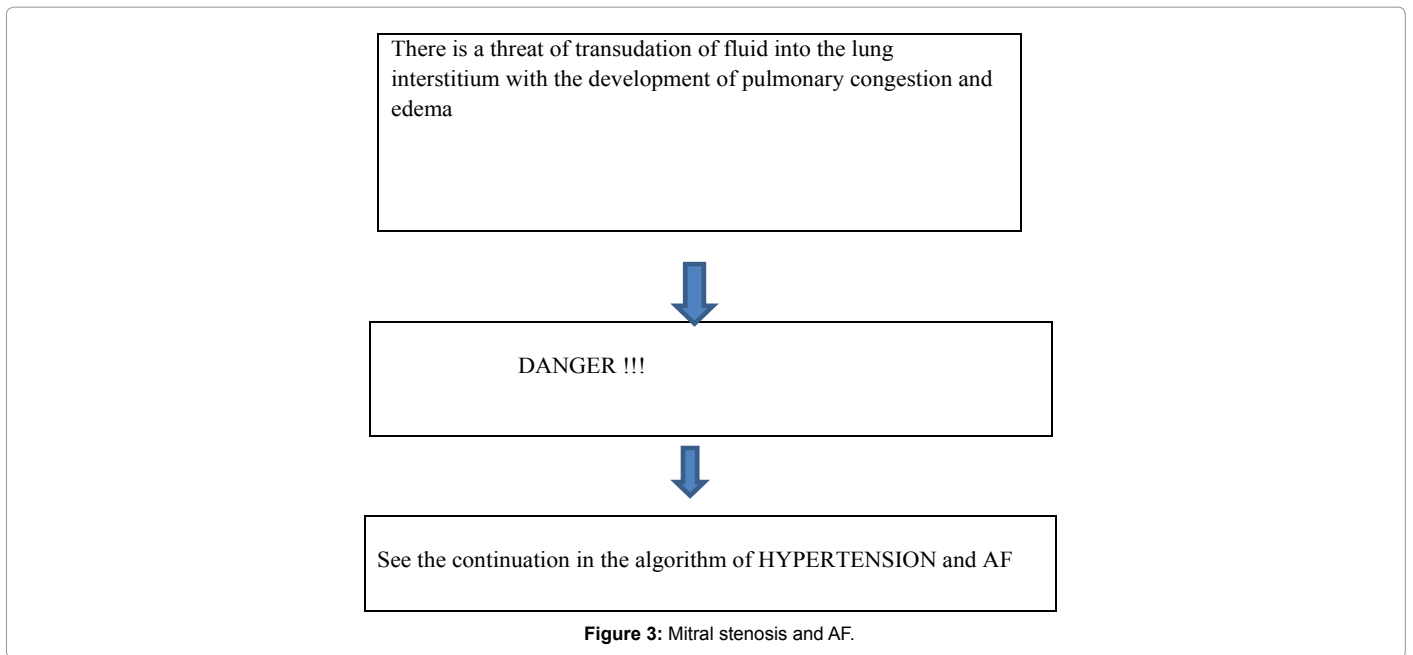 There is a threat of transudation of fluid into the lung
interstitium with the development of pulmonary congestion and
edema
DANGER !!!
See the continuation in the algorithm of HYPERTENSION and AF
Figure 3: Mitral stenosis and AF.